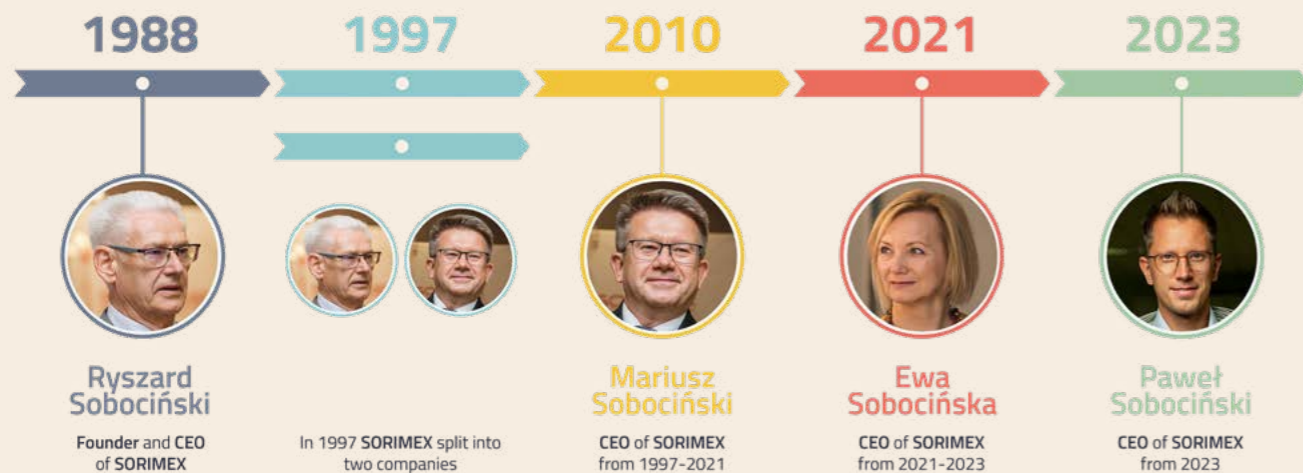 1988
1997
2010
2021
2023
Ryszard
Sobociński
Founder and CEO
of SORIMEX
In 1997 SORIMEX split into
two companies
Mariusz
Sobociński
CEO of SORIMEX
from 1997-2021
Ewa
Sobocińska
CEO of SORIMEX
from 2021-2023
Paweł
Sobociński
CEO of SORIMEX
from 2023